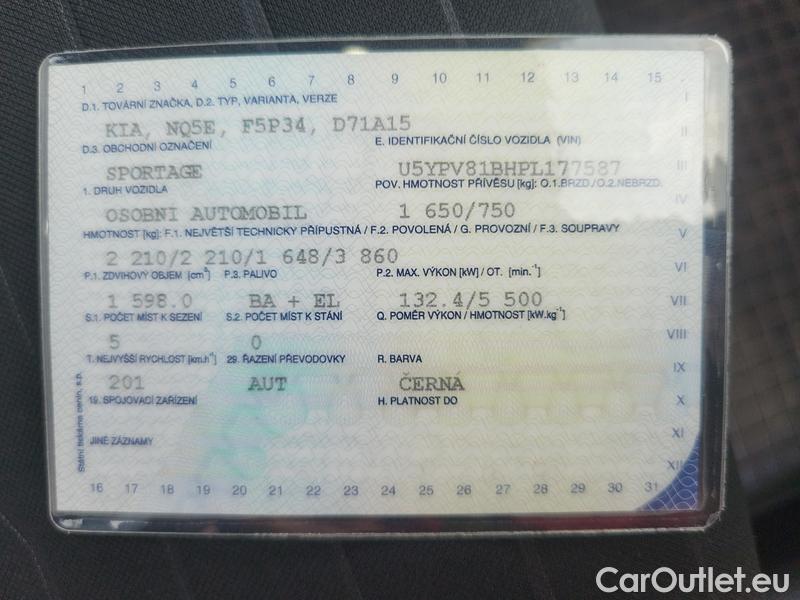 1 2 3 4 5 6 7 8 9 10 11 12 13 14 15
I
D.1. TOVÁRNÍ ZNAČKA, D.2. TYP, VARIANTA, VERZE
KIA, NQ5E, F5P34, D71A15
II
D.3. OBCHODNÍ OZNAČENÍ E. IDENTIFIKAČNÍ ČÍSLO VOZIDLA (VIN)
SPORTAGE U5YPV81BHPL177587
III
1. DRUH VOZIDLA POV. HMOTNOST PŘÍVĚSU [kg]: O.1.BRZD./O.2.NEBRZD.
IV
OSOBNI AUTOMOBIL 1 650/750
HMOTNOST [kg]: F.1. NEJVĚTŠÍ TECHNICKY PŘÍPUSTNÁ / F.2. POVOLENÁ / G. PROVOZNÍ / F.3. SOUPRAVY
V
2 210/2 210/1 648/3 860
VI
P.1. ZDVIHOVÝ OBJEM [cm³] P.3. PALIVO P.2. MAX. VÝKON [kW] / OT. [min.⁻¹]
1 598.0 BA + EL 132.4/5 500
VII
S.1. POČET MÍST K SEZENÍ S.2. POČET MÍST K STÁNÍ Q. POMĚR VÝKON / HMOTNOST [kW.kg⁻¹]
5 0
VIII
T. NEJVYŠŠÍ RYCHLOST [km.h⁻¹] 29. ŘAZENÍ PŘEVODOVKY R. BARVA
IX
201 AUT ČERNÁ
19. SPOJOVACÍ ZAŘÍZENÍ H. PLATNOST DO
X
XI
JINÉ ZÁZNAMY
XII
Státní tiskárna cenin, s.p.
16 17 18 19 20 21 22 23 24 25 26 27 28 29 30 31
CarOutlet.eu